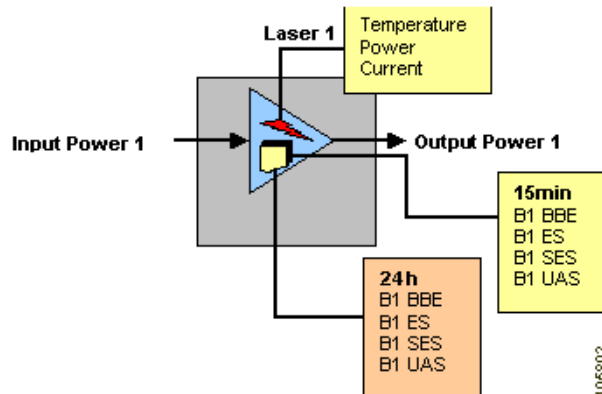 Laser 1
Temperature
Power
Current
Input Power 1
Output Power 1
15min
B1 BBE
B1 ES
B1 SES
B1 UAS
24h
B1 BBE
B1 ES
B1 SES
B1 UAS